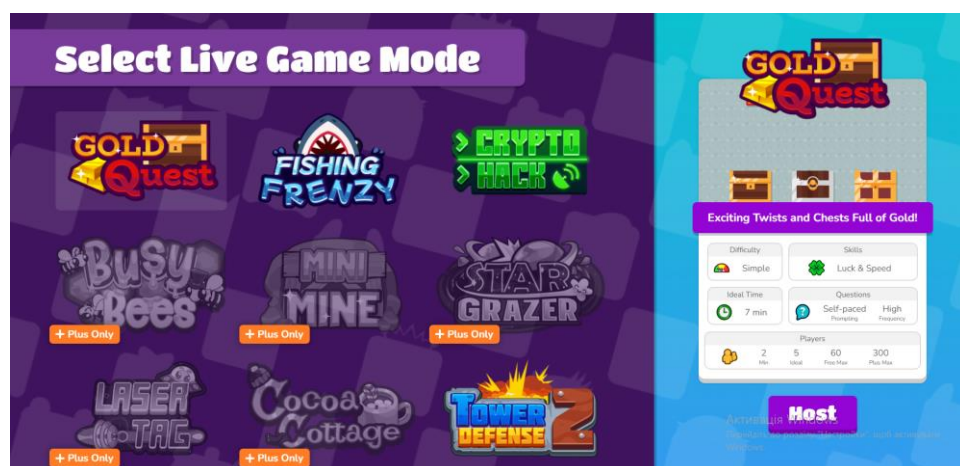 Select Live Game Mode
GOLD
Quest
FISHING
FRENZY
> CRYPTO
> HACK
Busy
Bees
+ Plus Only
MINI
MINE
+ Plus Only
STAR
GRAZER
+ Plus Only
LASER
TAG
+ Plus Only
Cocoa
Cottage
+ Plus Only
TOWER
DEFENSE 2
GOLD
Quest
Exciting Twists and Chests Full of Gold!
Difficulty
Simple
Skills
Luck & Speed
Ideal Time
7 min
Questions
Self-paced High
Prompting Frequency
Players
2 5 60 300
Min Ideal Free Max Plus Max
Host
Активація Windows